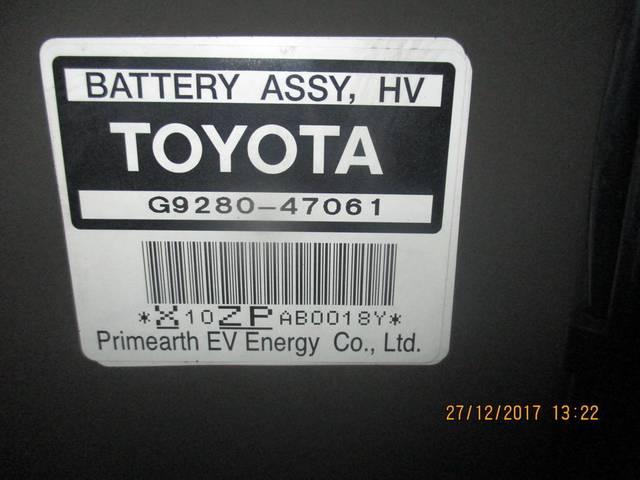 BATTERY ASSY, HV
TOYOTA
G9280-47061
*X10ZPAB0018Y*
Primearth EV Energy Co., Ltd.
27/12/2017 13:22